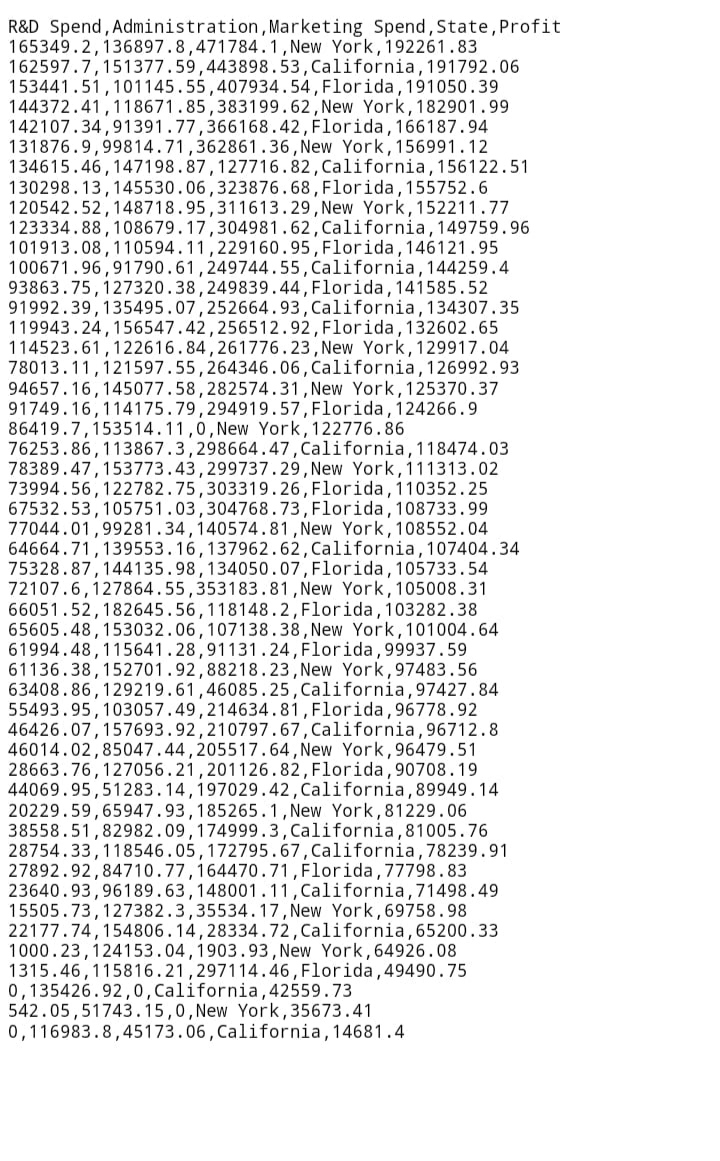 R&D Spend,Administration,Marketing Spend,State,Profit
165349.2,136897.8,471784.1,New York,192261.83
162597.7,151377.59,443898.53,California,191792.06
153441.51,101145.55,407934.54,Florida,191050.39
144372.41,118671.85,383199.62,New York,182901.99
142107.34,91391.77,366168.42,Florida,166187.94
131876.9,99814.71,362861.36,New York,156991.12
134615.46,147198.87,127716.82,California,156122.51
130298.13,145530.06,323876.68,Florida,155752.6
120542.52,148718.95,311613.29,New York,152211.77
123334.88,108679.17,304981.62,California,149759.96
101913.08,110594.11,229160.95,Florida,146121.95
100671.96,91790.61,249744.55,California,144259.4
93863.75,127320.38,249839.44,Florida,141585.52
91992.39,135495.07,252664.93,California,134307.35
119943.24,156547.42,256512.92,Florida,132602.65
114523.61,122616.84,261776.23,New York,129917.04
78013.11,121597.55,264346.06,California,126992.93
94657.16,145077.58,282574.31,New York,125370.37
91749.16,114175.79,294919.57,Florida,124266.9
86419.7,153514.11,0,New York,122776.86
76253.86,113867.3,298664.47,California,118474.03
78389.47,153773.43,299737.29,New York,111313.02
73994.56,122782.75,303319.26,Florida,110352.25
67532.53,105751.03,304768.73,Florida,108733.99
77044.01,99281.34,140574.81,New York,108552.04
64664.71,139553.16,137962.62,California,107404.34
75328.87,144135.98,134050.07,Florida,105733.54
72107.6,127864.55,353183.81,New York,105008.31
66051.52,182645.56,118148.2,Florida,103282.38
65605.48,153032.06,107138.38,New York,101004.64
61994.48,115641.28,91131.24,Florida,99937.59
61136.38,152701.92,88218.23,New York,97483.56
63408.86,129219.61,46085.25,California,97427.84
55493.95,103057.49,214634.81,Florida,96778.92
46426.07,157693.92,210797.67,California,96712.8
46014.02,85047.44,205517.64,New York,96479.51
28663.76,127056.21,201126.82,Florida,90708.19
44069.95,51283.14,197029.42,California,89949.14
20229.59,65947.93,185265.1,New York,81229.06
38558.51,82982.09,174999.3,California,81005.76
28754.33,118546.05,172795.67,California,78239.91
27892.92,84710.77,164470.71,Florida,77798.83
23640.93,96189.63,148001.11,California,71498.49
15505.73,127382.3,35534.17,New York,69758.98
22177.74,154806.14,28334.72,California,65200.33
1000.23,124153.04,1903.93,New York,64926.08
1315.46,115816.21,297114.46,Florida,49490.75
0,135426.92,0,California,42559.73
542.05,51743.15,0,New York,35673.41
0,116983.8,45173.06,California,14681.4